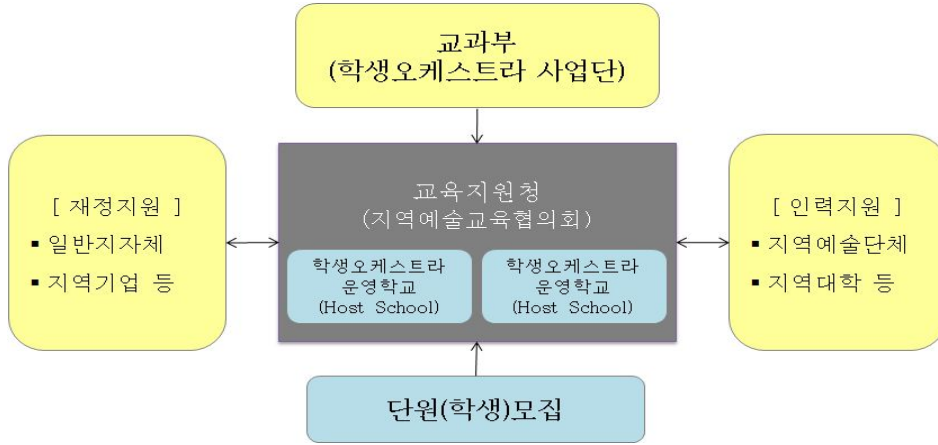 교과부
(학생오케스트라 사업단)
[ 재정지원 ]
▪ 일반지자체
▪ 지역기업 등
교육지원청
(지역예술교육협의회)
학생오케스트라
운영학교
(Host School)
학생오케스트라
운영학교
(Host School)
[ 인력지원 ]
▪ 지역예술단체
▪ 지역대학 등
단원(학생)모집